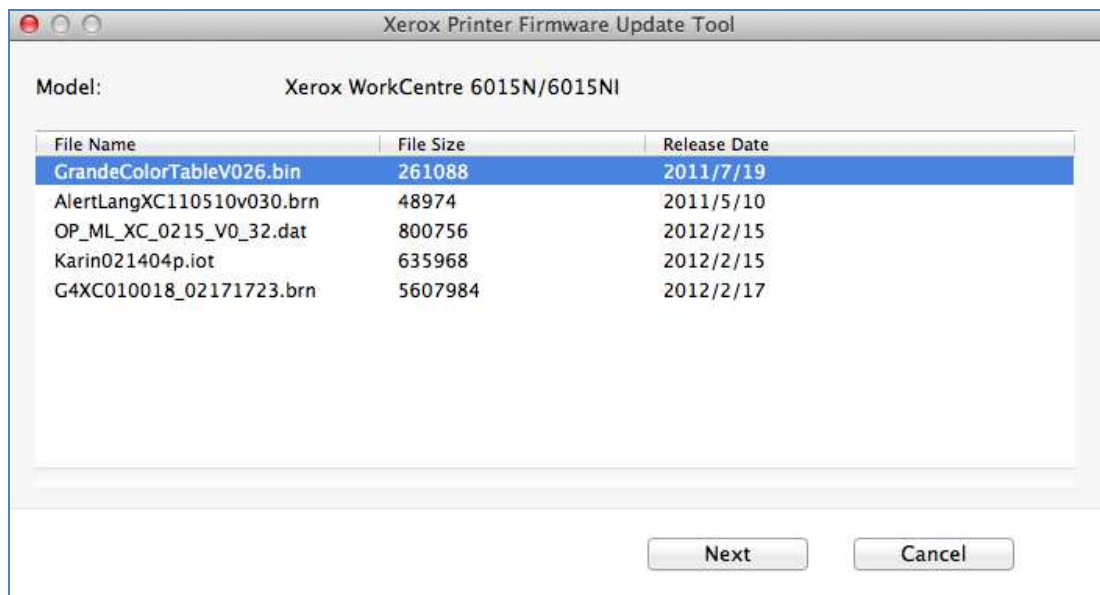 Xerox Printer Firmware Update Tool
Model: Xerox WorkCentre 6015N/6015NI
File Name File Size Release Date
GrandeColorTableV026.bin 261088 2011/7/19
AlertLangXC110510v030.brn 48974 2011/5/10
OP_ML_XC_0215_V0_32.dat 800756 2012/2/15
Karin021404p.iot 635968 2012/2/15
G4XC010018_02171723.brn 5607984 2012/2/17
Next Cancel